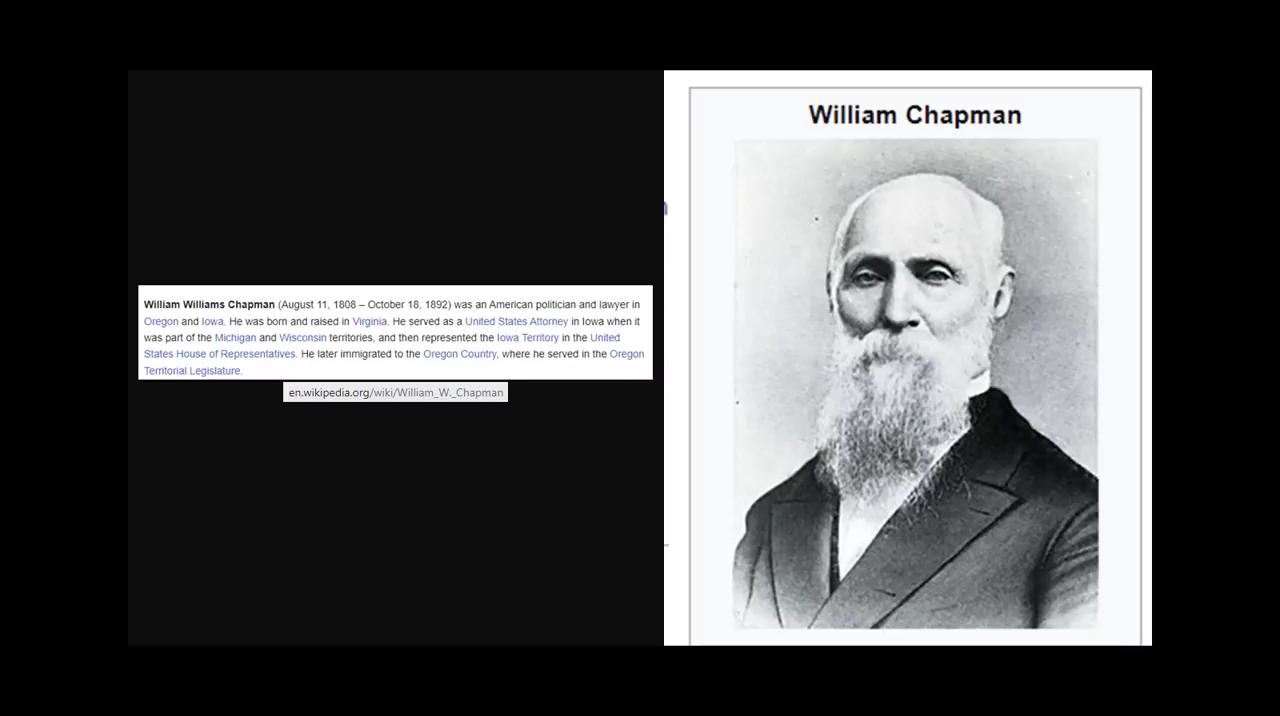 William Williams Chapman (August 11, 1808 – October 18, 1892) was an American politician and lawyer in
Oregon and Iowa. He was born and raised in Virginia. He served as a United States Attorney in Iowa when it
was part of the Michigan and Wisconsin territories, and then represented the Iowa Territory in the United
States House of Representatives. He later immigrated to the Oregon Country, where he served in the Oregon
Territorial Legislature.
en.wikipedia.org/wiki/William_W._Chapman
William Chapman